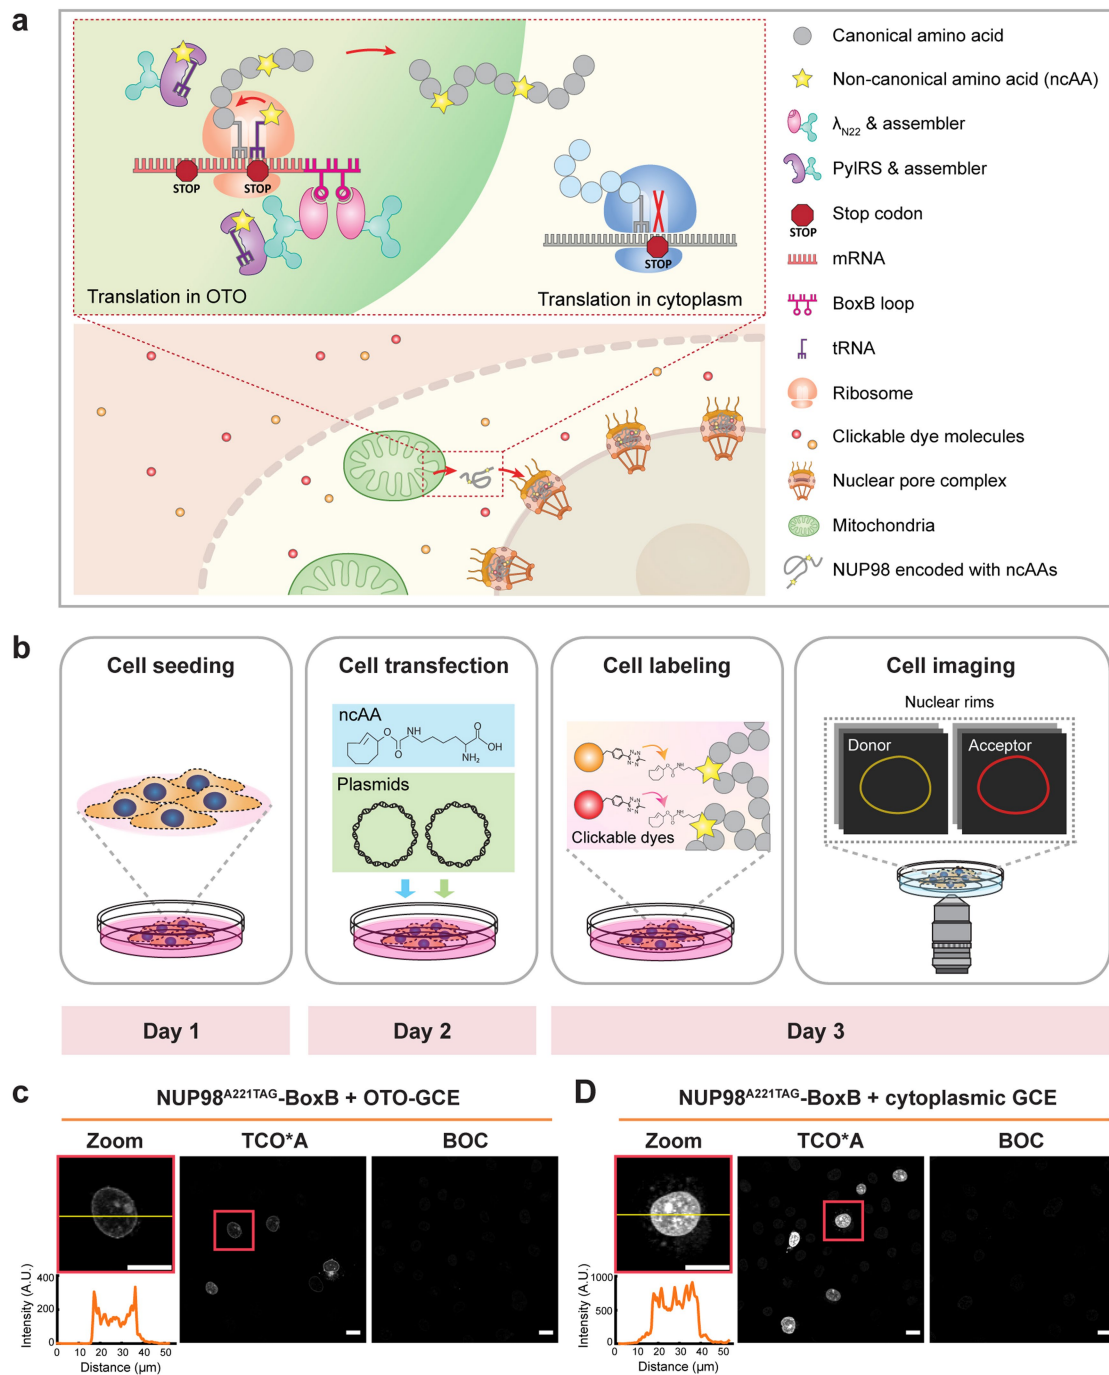 a
STOP
STOP
Translation in OTO
STOP
Translation in cytoplasm
Canonical amino acid
Non-canonical amino acid (ncAA)
λN22 & assembler
PylRS & assembler
STOP
Stop codon
mRNA
BoxB loop
tRNA
Ribosome
Clickable dye molecules
Nuclear pore complex
Mitochondria
NUP98 encoded with ncAAs
b
Cell seeding
Cell transfection
ncAA
O
NH
O
O
OH
NH2
Plasmids
Cell labeling
Clickable dyes
Cell imaging
Nuclear rims
Donor
Acceptor
Day 1
Day 2
Day 3
c
NUP98A221TAG-BoxB + OTO-GCE
Zoom
TCO*A
BOC
Intensity (A.U.)
400
200
0
0 10 20 30 40 50
Distance (µm)
D
NUP98A221TAG-BoxB + cytoplasmic GCE
Zoom
TCO*A
BOC
Intensity (A.U.)
1000
500
0
0 10 20 30 40 50
Distance (µm)